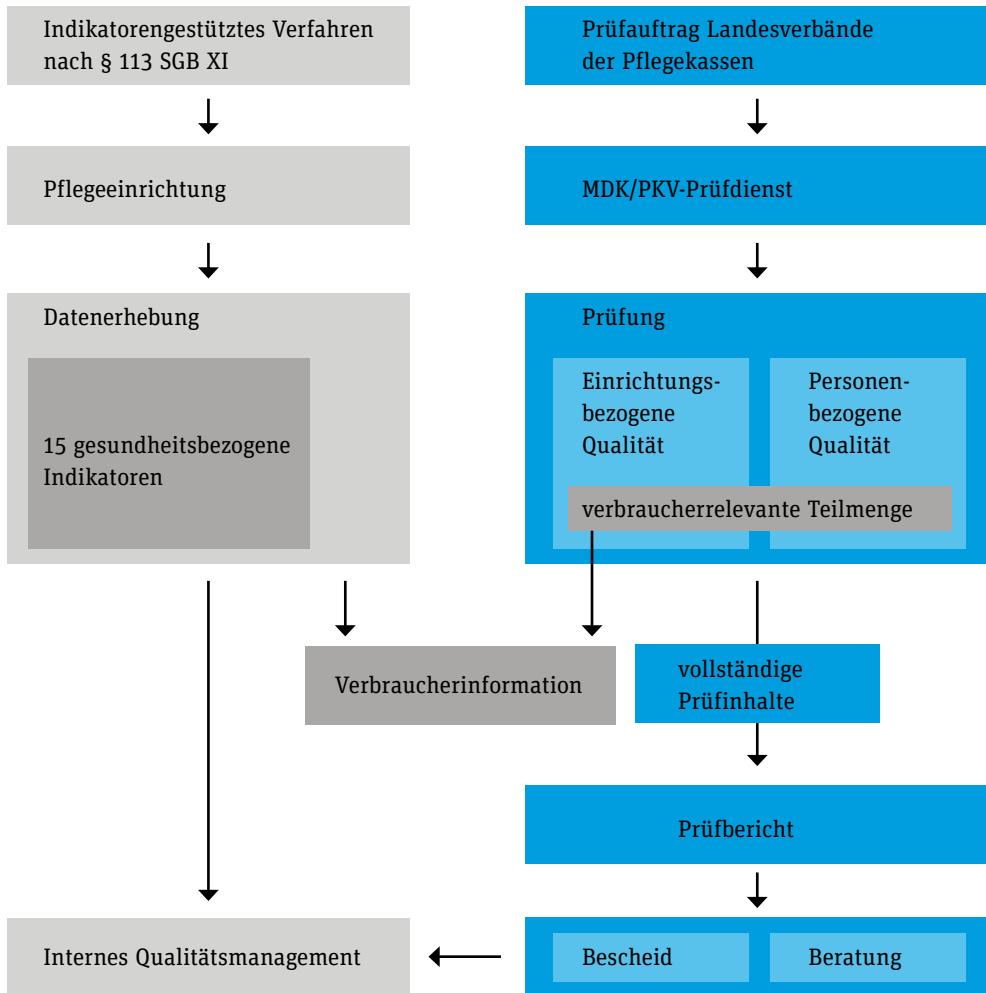 Indikatorengestütztes Verfahren
nach § 113 SGB XI
Prüfauftrag Landesverbände
der Pflegekassen
Pflegeeinrichtung
MDK/PKV-Prüfdienst
Datenerhebung
15 gesundheitsbezogene
Indikatoren
Prüfung
Einrichtungs-
bezogene
Qualität
Personen-
bezogene
Qualität
verbraucherrelevante Teilmenge
Verbraucherinformation
vollständige
Prüfinhalte
Prüfbericht
Internes Qualitätsmanagement
Bescheid
Beratung